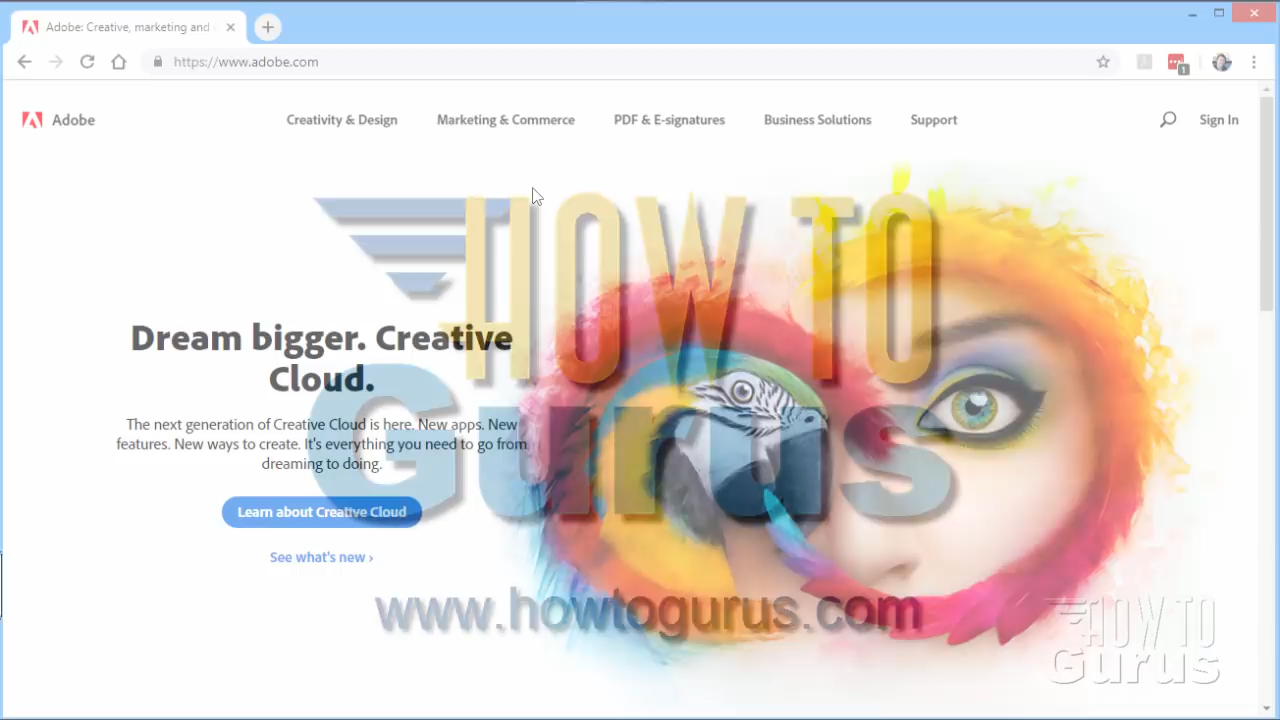 Adobe: Creative, marketing and
https://www.adobe.com
1
Adobe
Creativity & Design
Marketing & Commerce
PDF & E-signatures
Business Solutions
Support
Sign In
HOW TO
Gurus
www.howtogurus.com
Dream bigger. Creative
Cloud.
The next generation of Creative Cloud is here. New apps. New
features. New ways to create. It's everything you need to go from
dreaming to doing.
Learn about Creative Cloud
See what's new ›
HOW TO
Gurus